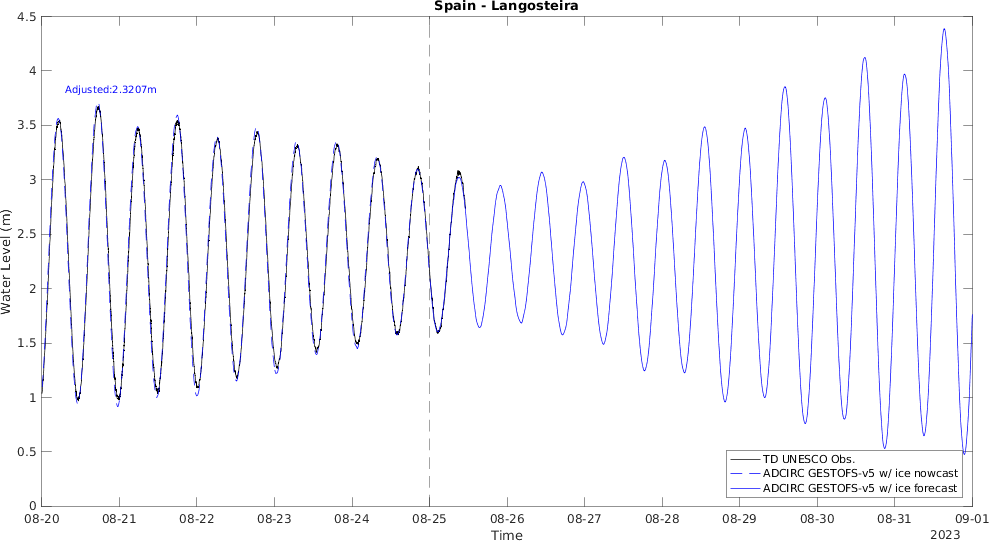 Spain - Langosteira
4.5
4
3.5
3
2.5
2
1.5
1
0.5
0
Water Level (m)
Adjusted:2.3207m
TD UNESCO Obs.
ADCIRC GESTOFS-v5 w/ ice nowcast
ADCIRC GESTOFS-v5 w/ ice forecast
08-20 08-21 08-22 08-23 08-24 08-25 08-26 08-27 08-28 08-29 08-30 08-31 09-01
Time
2023